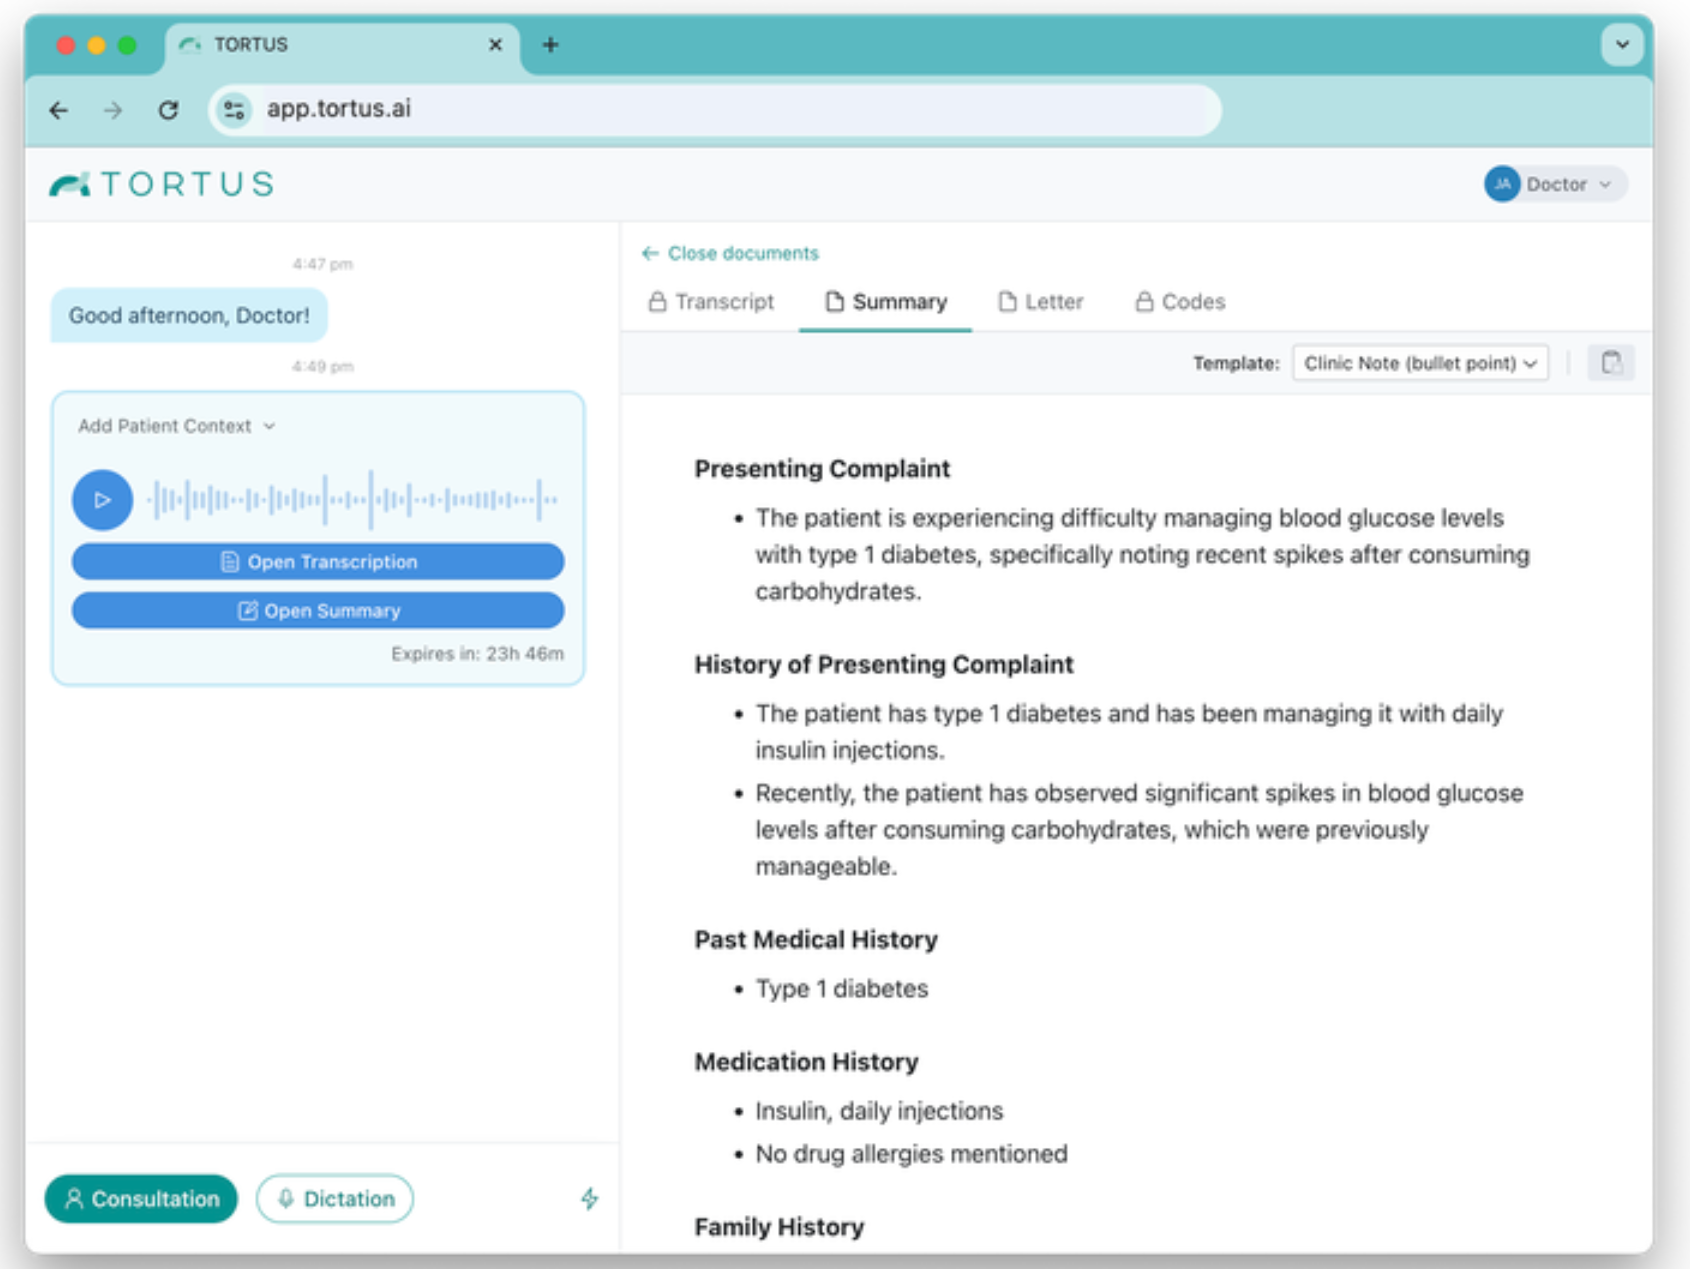 TORTUS
app.tortus.ai
TORTUS
JA Doctor
4:47 pm
Good afternoon, Doctor!
4:49 pm
Add Patient Context
Open Transcription
Open Summary
Expires in: 23h 46m
Consultation Dictation
Close documents
Transcript Summary Letter Codes
Template: Clinic Note (bullet point)
Presenting Complaint
• The patient is experiencing difficulty managing blood glucose levels
with type 1 diabetes, specifically noting recent spikes after consuming
carbohydrates.
History of Presenting Complaint
• The patient has type 1 diabetes and has been managing it with daily
insulin injections.
• Recently, the patient has observed significant spikes in blood glucose
levels after consuming carbohydrates, which were previously
manageable.
Past Medical History
• Type 1 diabetes
Medication History
• Insulin, daily injections
• No drug allergies mentioned
Family History